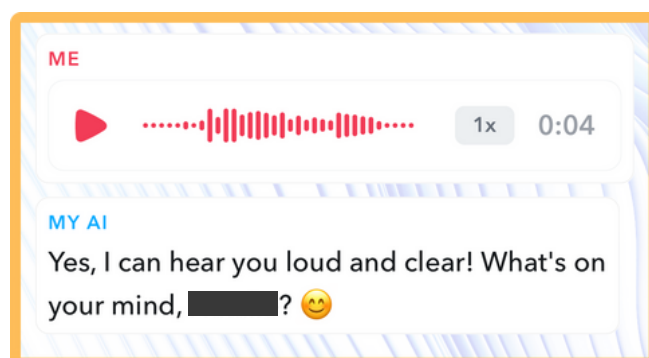 ME
1x 0:04
MY AI
Yes, I can hear you loud and clear! What's on
your mind, ? 😊